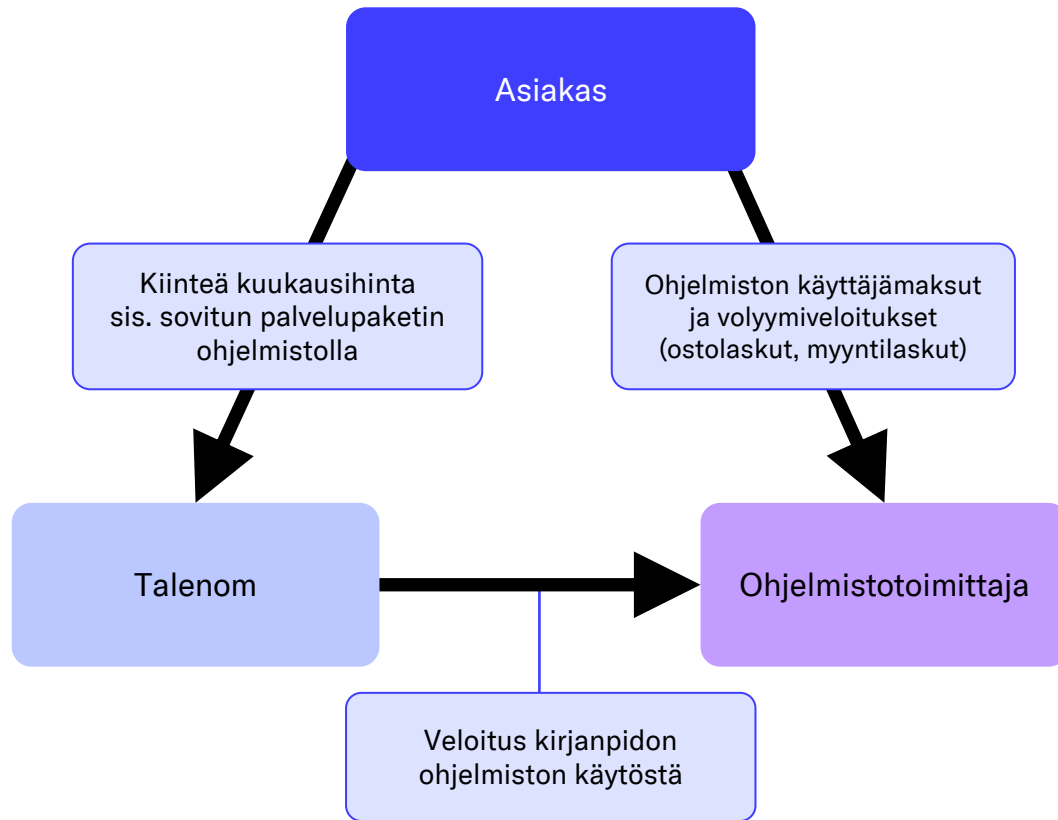 Asiakas
Kiinteä kuukausihinta
sis. sovitun palvelupaketin
ohjelmistolla
Ohjelmiston käyttäjämaksut
ja volyymiveloitukset
(ostolaskut, myyntilaskut)
Talenom
Ohjelmistotoimittaja
Veloitus kirjanpidon
ohjelmiston käytöstä